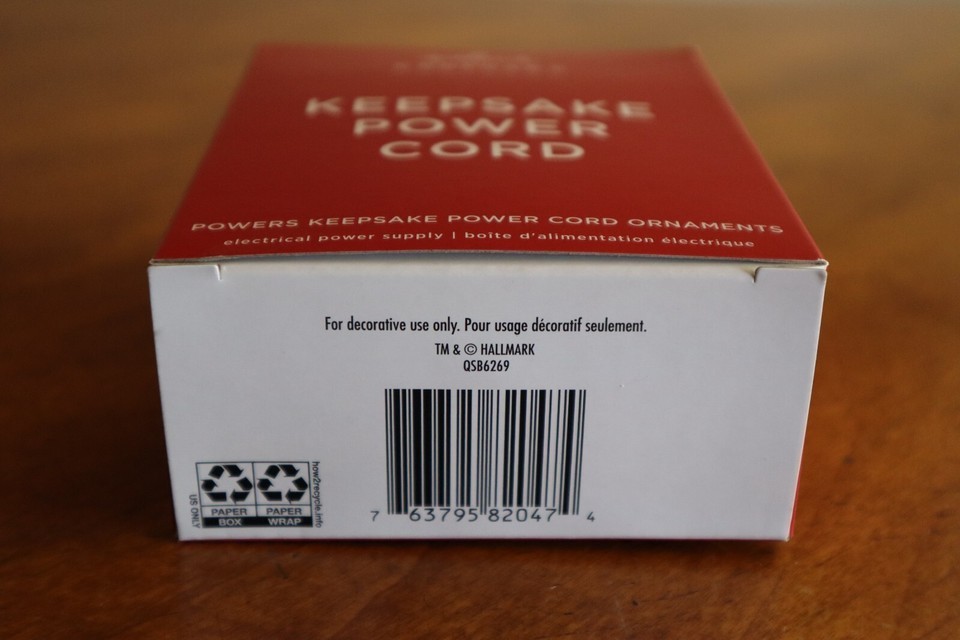 KEEPSAKE
POWER
CORD
POWERS KEEPSAKE POWER CORD ORNAMENTS
electrical power supply | boîte d'alimentation électrique
For decorative use only. Pour usage décoratif seulement.
TM & © HALLMARK
QSB6269
7 63795 82047 4
how2recycle.info
US ONLY
PAPER PAPER
BOX WRAP